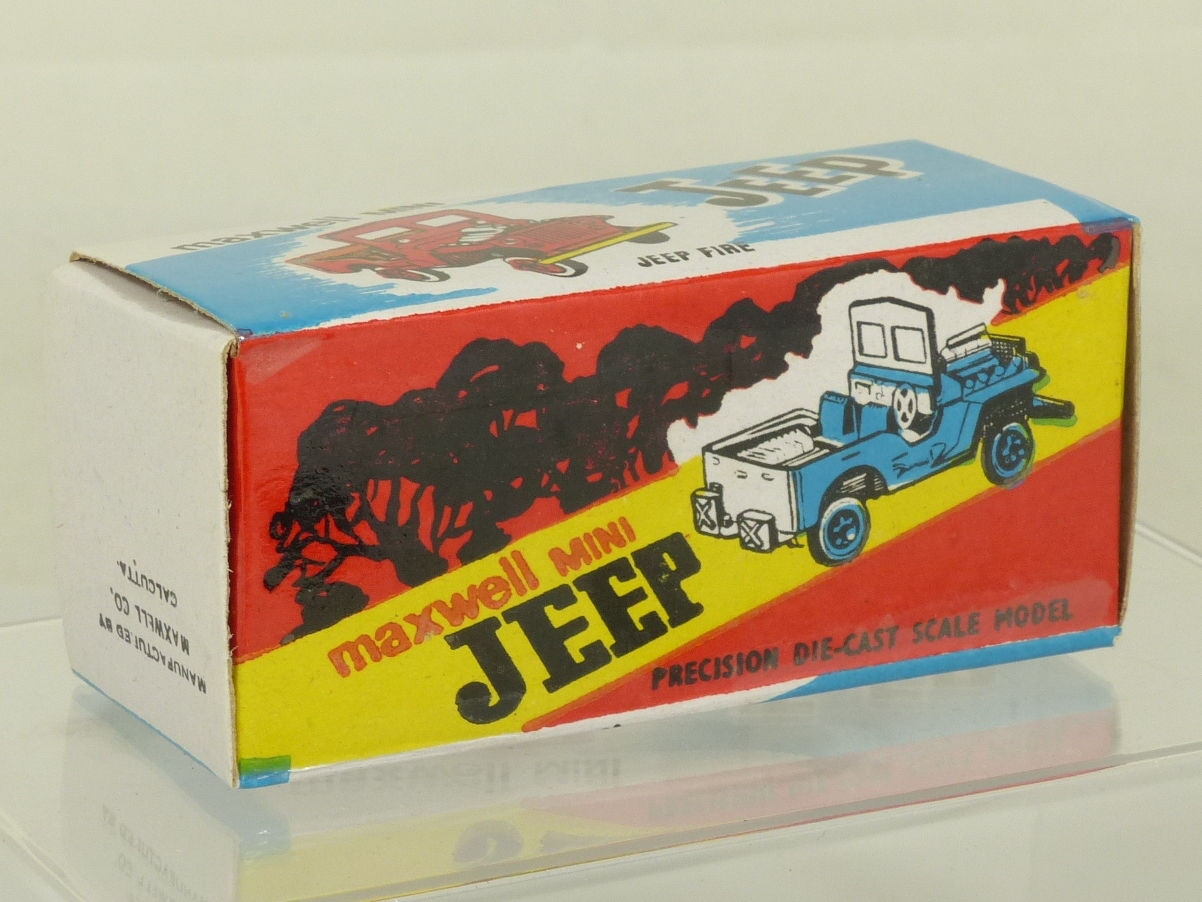 maxwell MINI
JEEP
JEEP FIRE
maxwell MINI
JEEP
PRECISION DIE-CAST SCALE MODEL
MANUFACTURED BY
MAXWELL CO.
CALCUTTA.